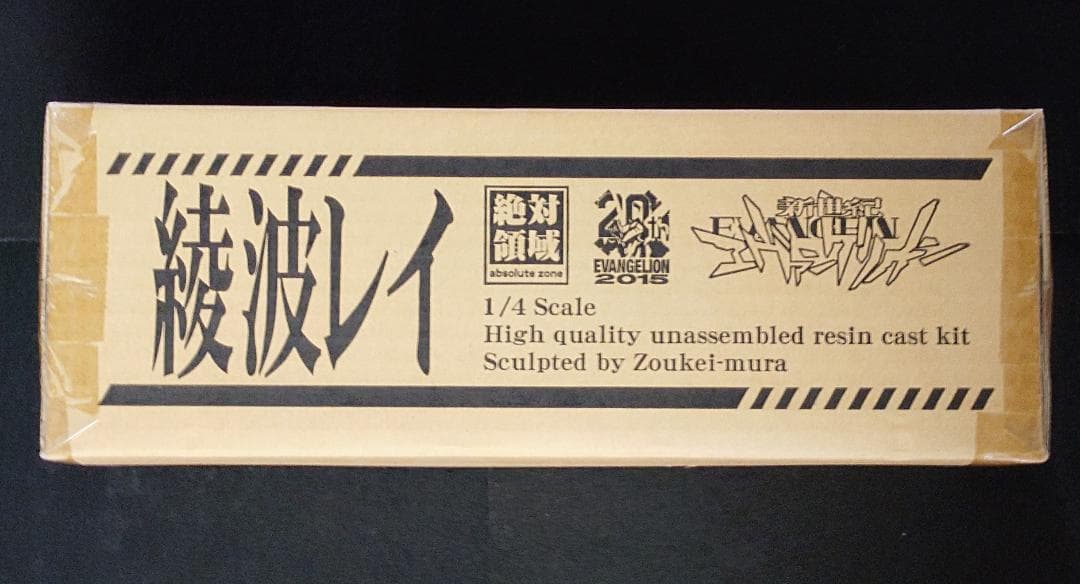 綾波レイ
絶対
領域
absolute zone
20th
EVANGELION
2015
新世紀
EVANGELION
エヴァンゲリオン
1/4 Scale
High quality unassembled resin cast kit
Sculpted by Zoukei-mura